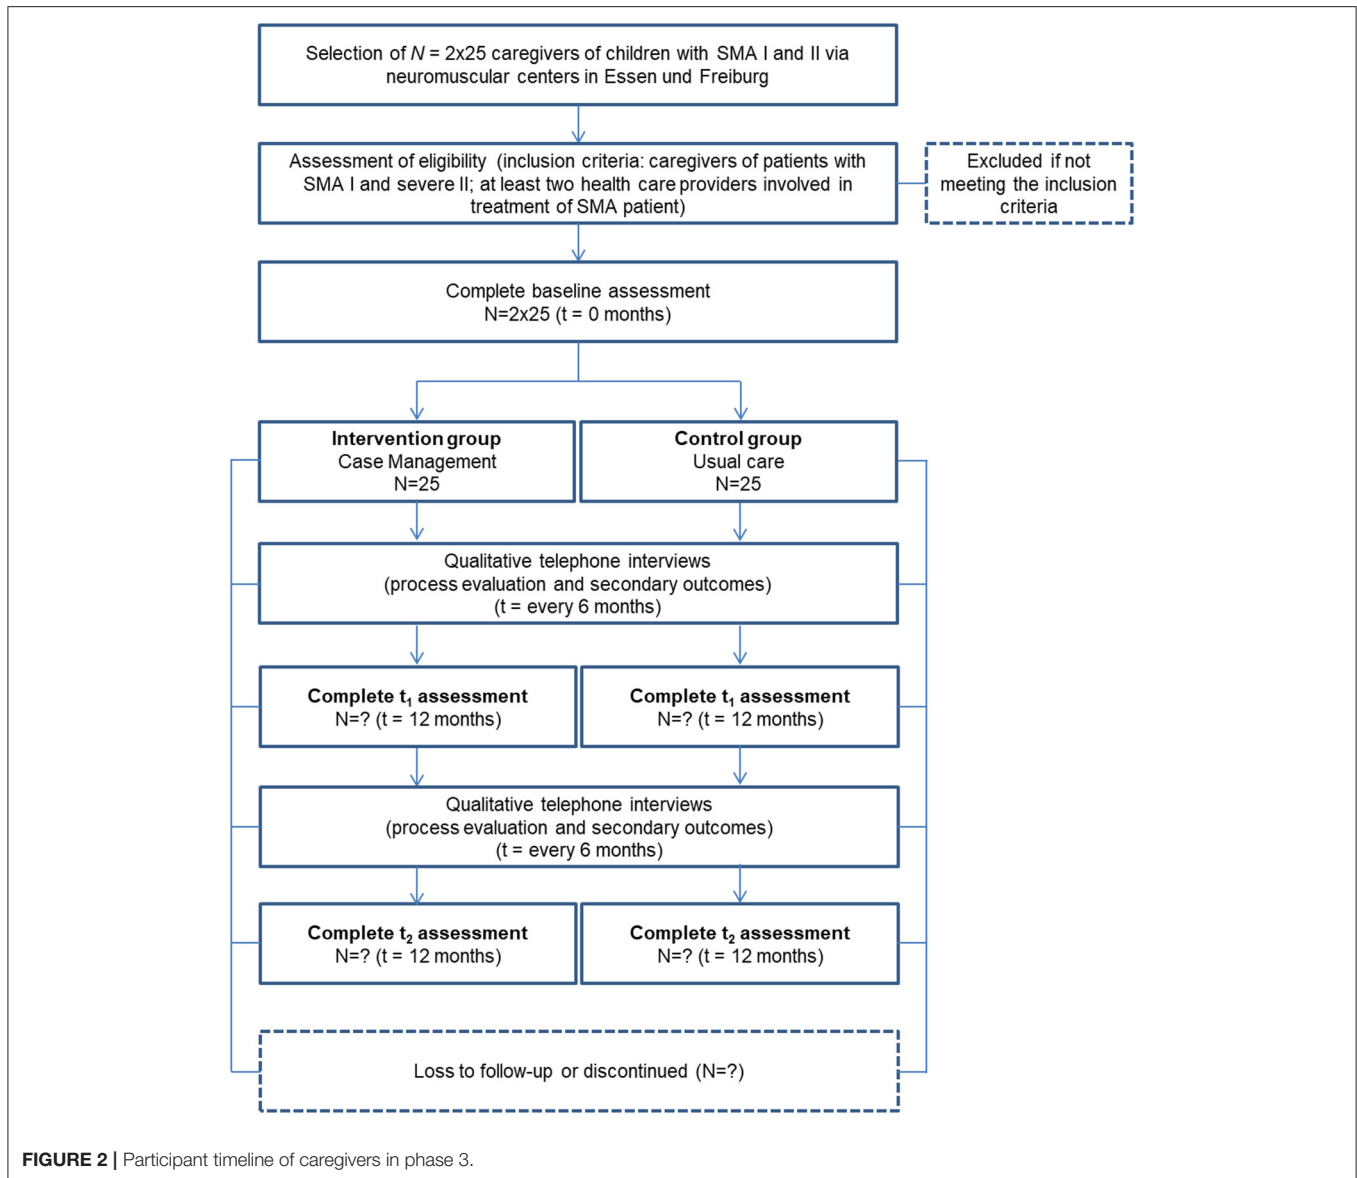 Selection of N = 2x25 caregivers of children with SMA I and II via
neuromuscular centers in Essen und Freiburg
Assessment of eligibility (inclusion criteria: caregivers of patients with
SMA I and severe II; at least two health care providers involved in
treatment of SMA patient)
Excluded if not
meeting the inclusion
criteria
Complete baseline assessment
N=2x25 (t = 0 months)
Intervention group
Case Management
N=25
Control group
Usual care
N=25
Qualitative telephone interviews
(process evaluation and secondary outcomes)
(t = every 6 months)
Complete t₁ assessment
N=? (t = 12 months)
Complete t₁ assessment
N=? (t = 12 months)
Qualitative telephone interviews
(process evaluation and secondary outcomes)
(t = every 6 months)
Complete t₂ assessment
N=? (t = 12 months)
Complete t₂ assessment
N=? (t = 12 months)
Loss to follow-up or discontinued (N=?)
FIGURE 2 | Participant timeline of caregivers in phase 3.